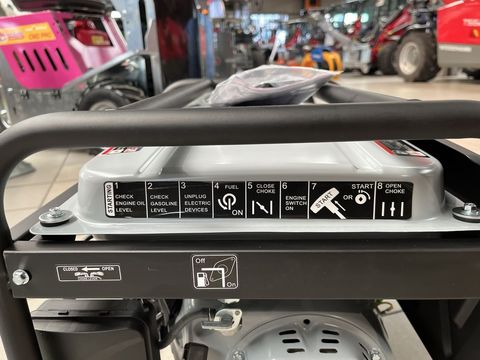 STARTING
1
CHECK
ENGINE OIL
LEVEL
2
CHECK
GASOLINE
LEVEL
3
UNPLUG
ELECTRIC
DEVICES
4 FUEL
ON
5 CLOSE
CHOKE
6
ENGINE
SWITCH
ON
7
START
OR
START
8 OPEN
CHOKE
CLOSED OPEN
Off
On